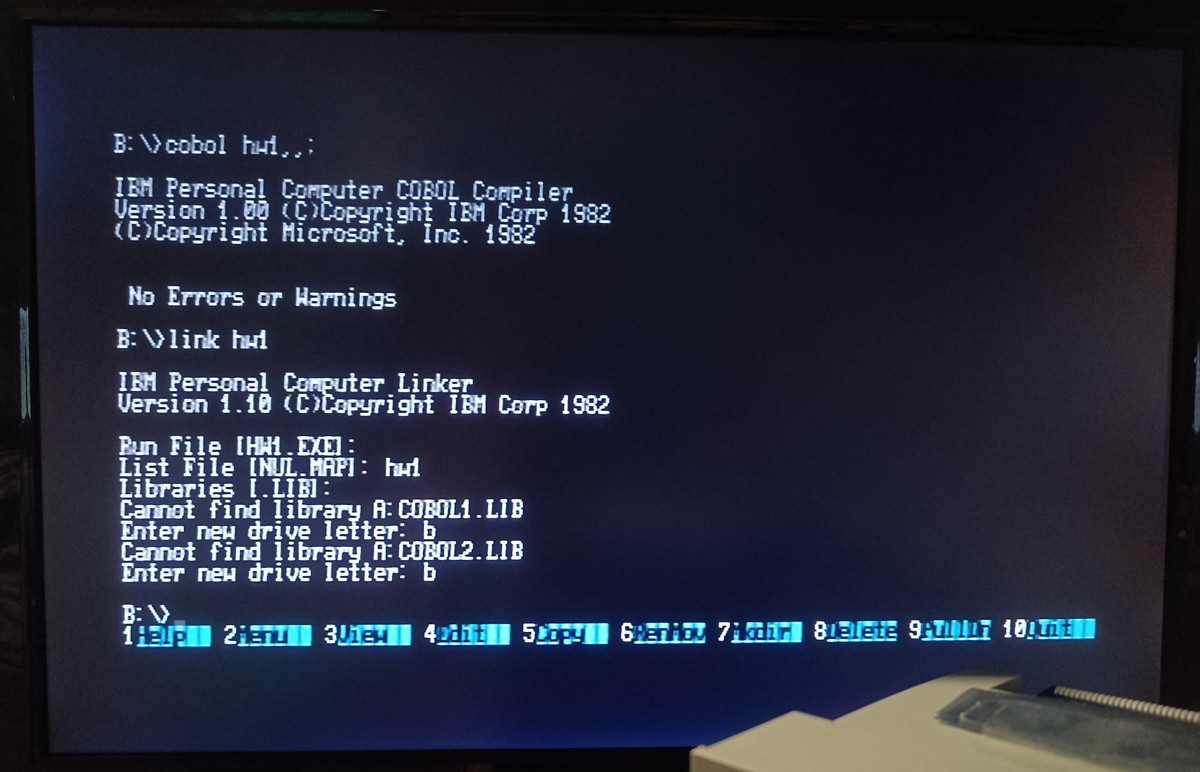 B:\>cobol hw1,,;
IBM Personal Computer COBOL Compiler
Version 1.00 (C)Copyright IBM Corp 1982
(C)Copyright Microsoft, Inc. 1982
No Errors or Warnings
B:\>link hw1
IBM Personal Computer Linker
Version 1.10 (C)Copyright IBM Corp 1982
Run File [HW1.EXE]:
List File [NUL.MAP]: hw1
Libraries [.LIB]:
Cannot find library A:COBOL1.LIB
Enter new drive letter: b
Cannot find library A:COBOL2.LIB
Enter new drive letter: b
B:\>
1Help 2Menu 3View 4Edit 5Copy 6RenMov 7Mkdir 8Delete 9PullDn 10Quit